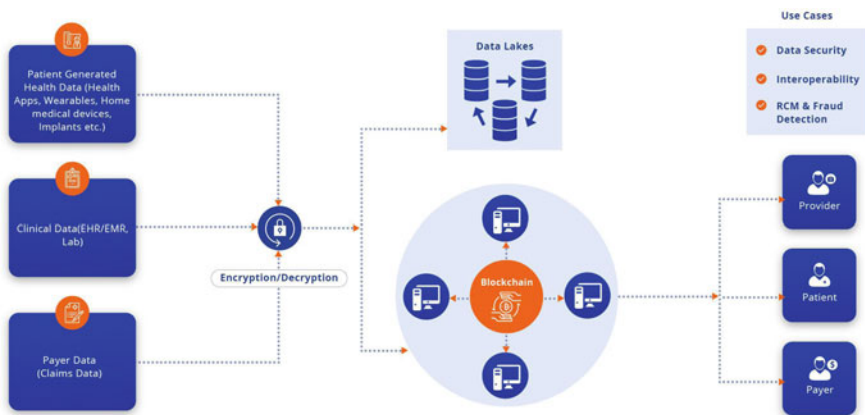 Patient Generated
Health Data (Health
Apps, Wearables, Home
medical devices,
Implants etc.)
Clinical Data(EHR/EMR,
Lab)
Payer Data
(Claims Data)
Encryption/Decryption
Data Lakes
Blockchain
Use Cases
Data Security
Interoperability
RCM & Fraud
Detection
Provider
Patient
Payer